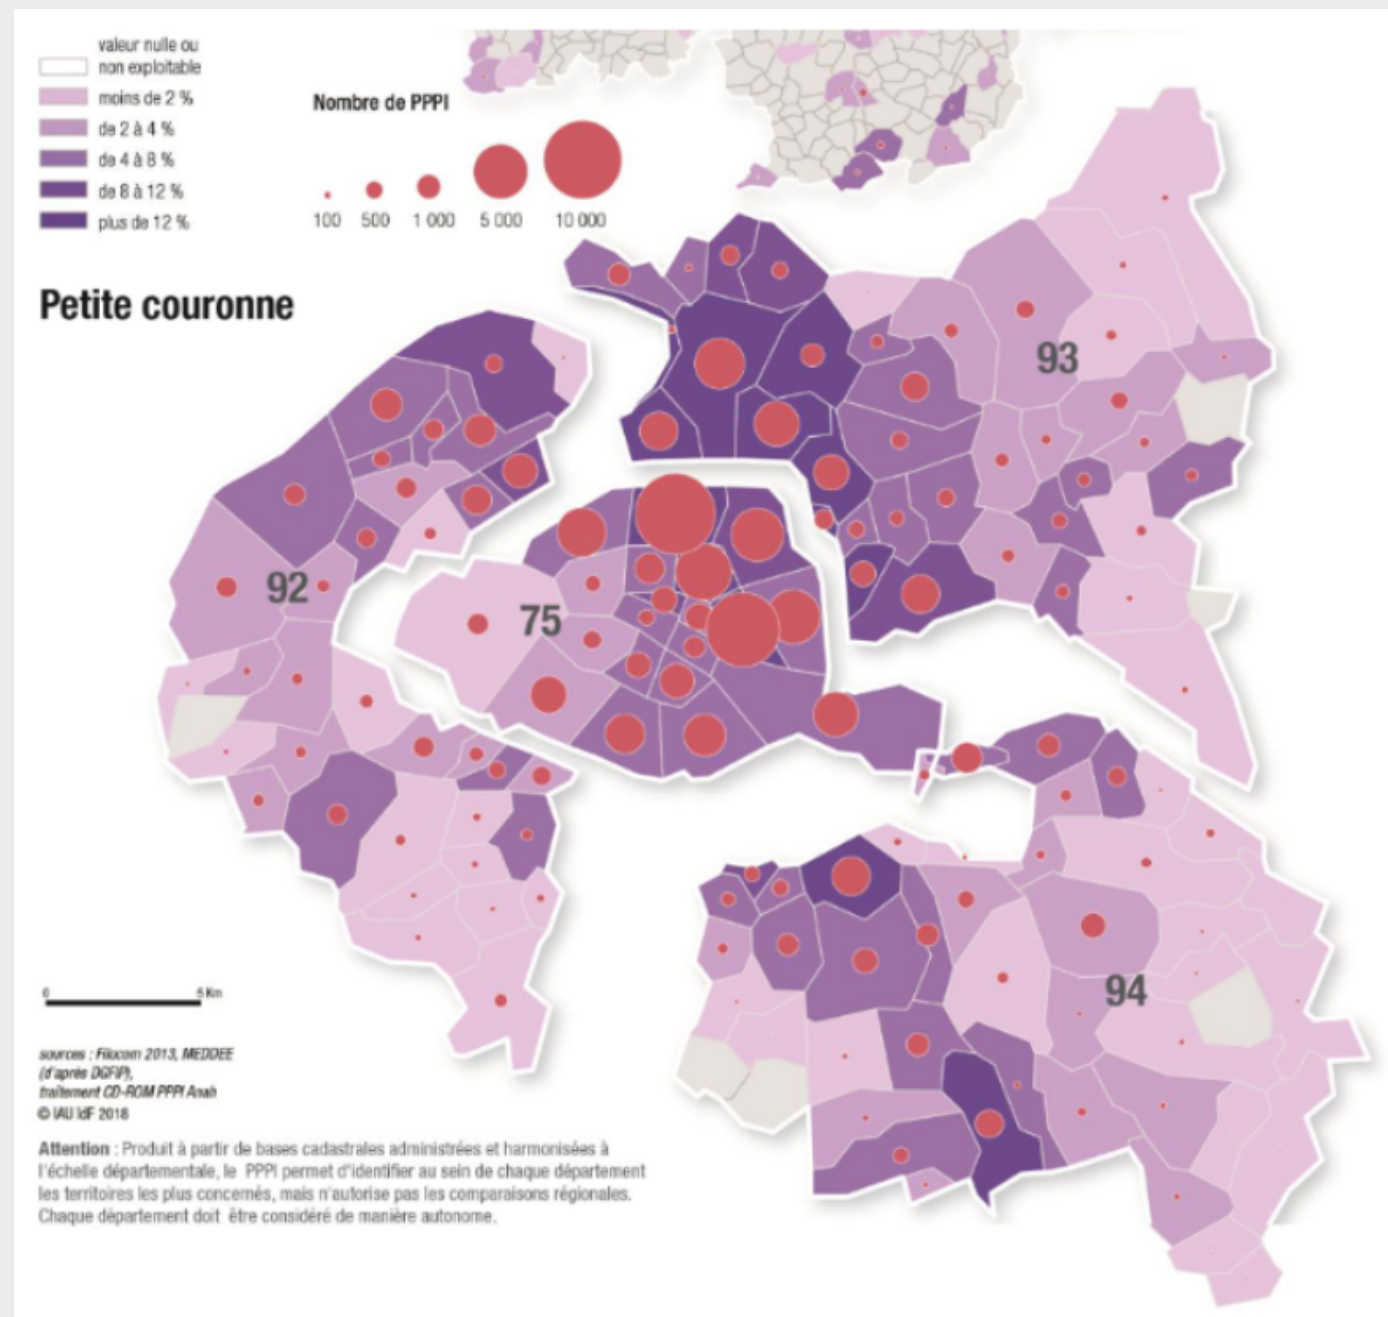 valeur nulle ou
non exploitable
moins de 2 %
de 2 à 4 %
de 4 à 8 %
de 8 à 12 %
plus de 12 %
Nombre de PPPI
100 500 1 000 5 000 10 000
Petite couronne
93
92
75
94
0 5 Km
sources : Filocom 2013, MEDDEE
(d'après DGFiP),
traitement CD-ROM PPPI Anah
© IAU îdF 2018
Attention : Produit à partir de bases cadastrales administrées et harmonisées à
l'échelle départementale, le PPPI permet d'identifier au sein de chaque département
les territoires les plus concernés, mais n'autorise pas les comparaisons régionales.
Chaque département doit être considéré de manière autonome.